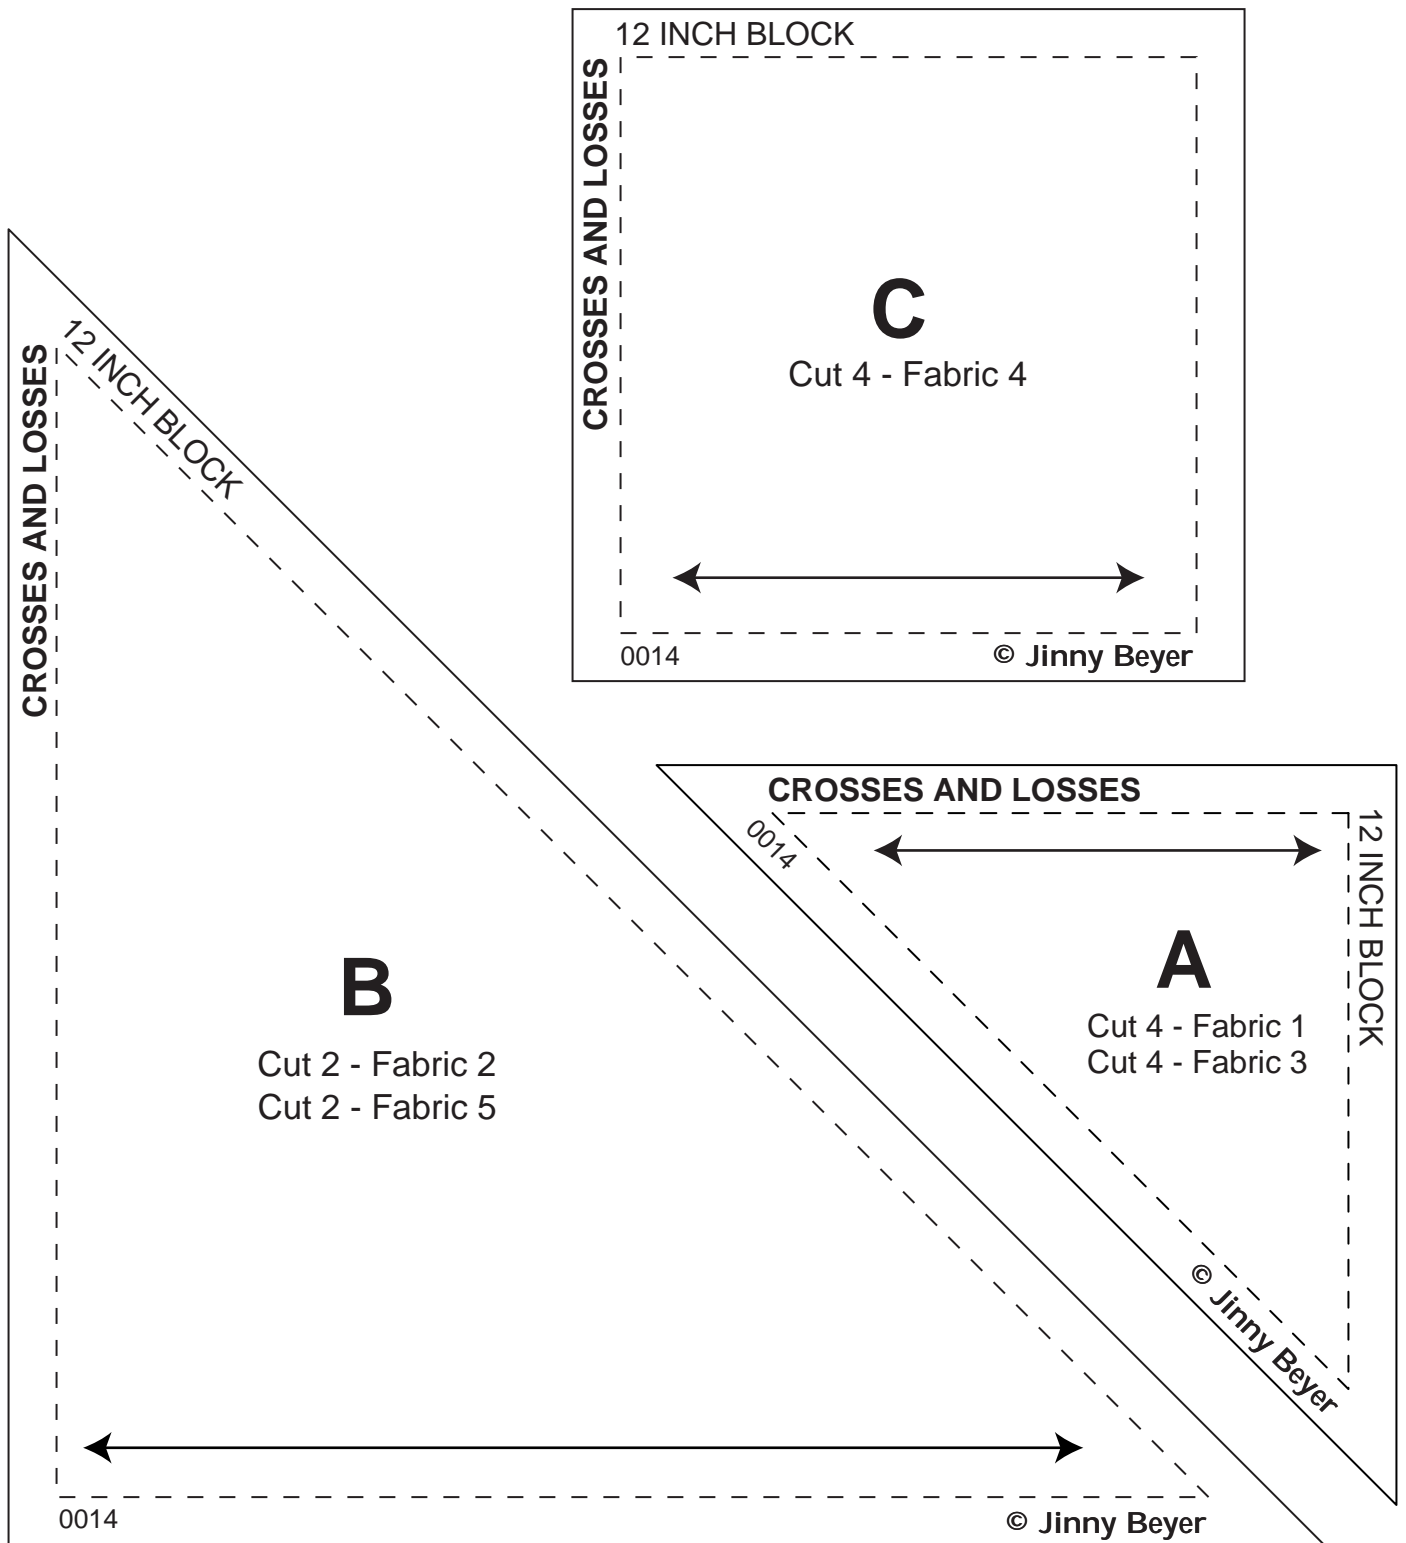 12 INCH BLOCK
CROSSES AND LOSSES
C
Cut 4 - Fabric 4
0014
© Jinny Beyer
12 INCH BLOCK
CROSSES AND LOSSES
B
Cut 2 - Fabric 2
Cut 2 - Fabric 5
0014
© Jinny Beyer
CROSSES AND LOSSES
0014
12 INCH BLOCK
A
Cut 4 - Fabric 1
Cut 4 - Fabric 3
© Jinny Beyer